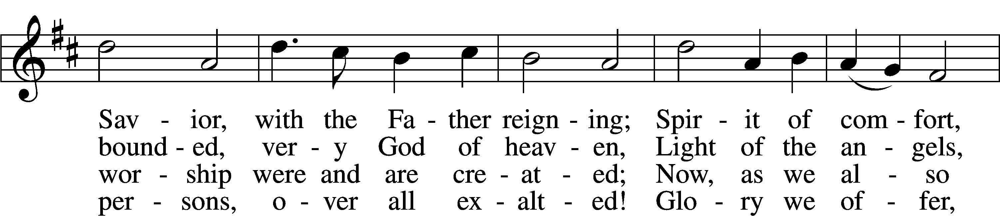 Sav - ior, with the Fa - ther reign - ing; Spir - it of com - fort,
bound - ed, ver - y God of heav - en, Light of the an - gels,
wor - ship were and are cre - at - ed; Now, as we al - so
per - sons, o - ver all ex - alt - ed! Glo - ry we of - fer,